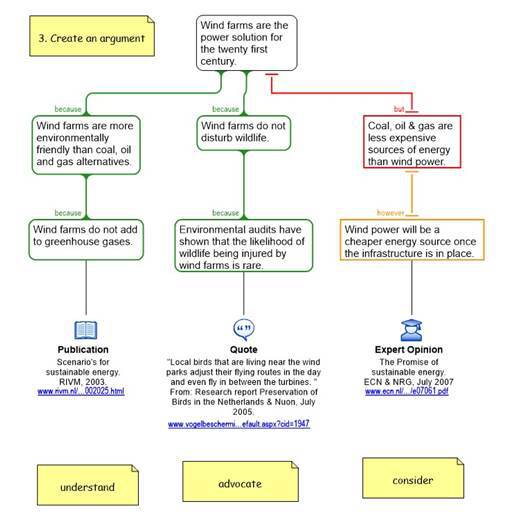 3. Create an argument
Wind farms are the
power solution for
the twenty first
century.
because
because
but
Wind farms are more
environmentally
friendly than coal, oil
and gas alternatives.
Wind farms do not
disturb wildlife.
Coal, oil & gas are
less expensive
sources of energy
than wind power.
because
because
however
Wind farms do not add
to greenhouse gases.
Environmental audits have
shown that the likelihood of
wildlife being injured by
wind farms is rare.
Wind power will be a
cheaper energy source once
the infrastructure is in place.
Publication
Scenario's for
sustainable energy.
RIVM, 2003.
www.rivm.nl/...002025.html
Quote
"Local birds that are living near the wind
parks adjust their flying routes in the day
and even fly in between the turbines. "
From: Research report Preservation of
Birds in the Netherlands & Nuon, July
2005.
www.vogelbeschermi...efault.aspx?cid=1947
Expert Opinion
The Promise of
sustainable energy.
ECN & NRG, July 2007
www.ecn.nl/.../e07061.pdf
understand
advocate
consider